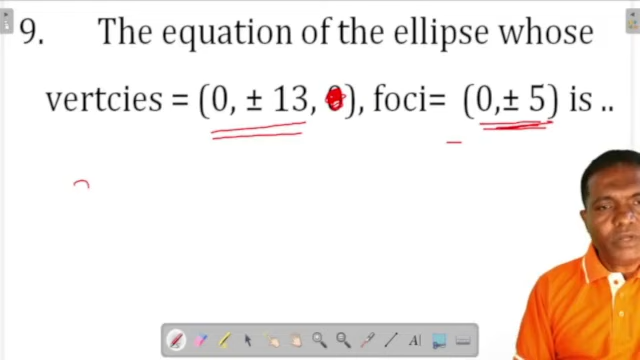 9. The equation of the ellipse whose
vertcies = (0, ± 13, 0), foci= (0,± 5) is ..